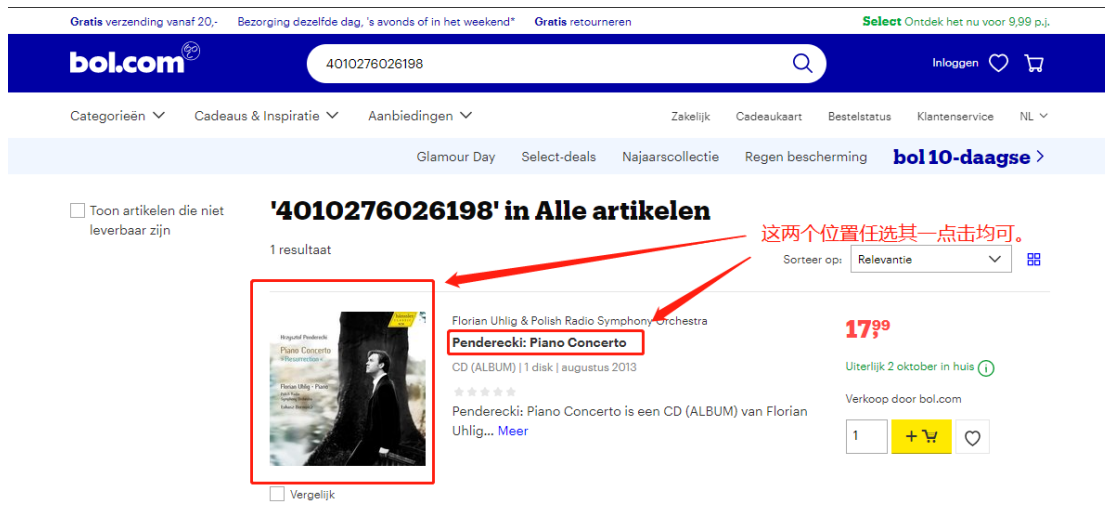 Gratis verzending vanaf 20,- Bezorging dezelfde dag, 's avonds of in het weekend* Gratis retourneren Select Ontdek het nu voor 9,99 p.j.
bol.com 4010276026198 Inloggen
Categorieën Cadeaus & Inspiratie Aanbiedingen Zakelijk Cadeaukaart Bestelstatus Klantenservice NL
Glamour Day Select-deals Najaarscollectie Regen bescherming bol 10-daagse
Toon artikelen die niet
leverbaar zijn
'4010276026198' in Alle artikelen
这两个位置任选其一点击均可。
1 resultaat
Sorteer op: Relevantie
Krzysztof Penderecki
Piano Concerto
»Resurrection«
Florian Uhlig - Piano
Florian Uhlig & Polish Radio Symphony Orchestra
Penderecki: Piano Concerto
CD (ALBUM) | 1 disk | augustus 2013
Penderecki: Piano Concerto is een CD (ALBUM) van Florian
Uhlig... Meer
17,99
Uiterlijk 2 oktober in huis
Verkoop door bol.com
1
Vergelijk